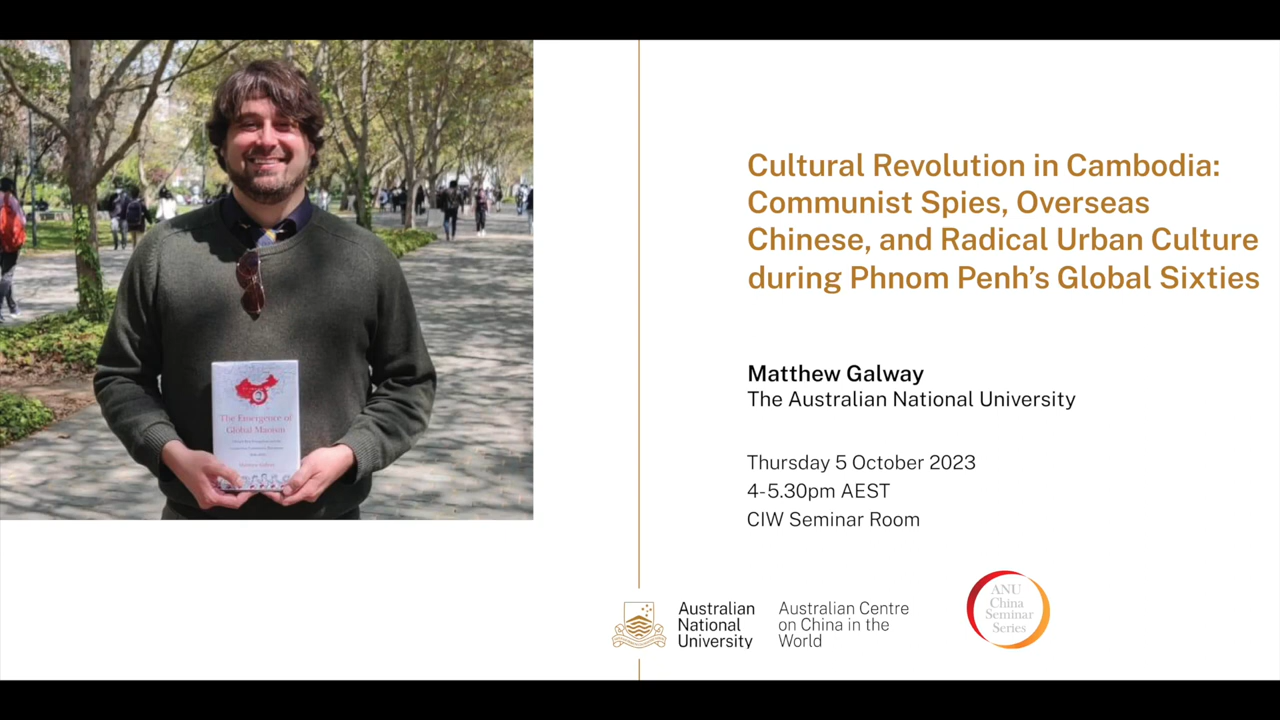 Cultural Revolution in Cambodia:
Communist Spies, Overseas
Chinese, and Radical Urban Culture
during Phnom Penh's Global Sixties
Matthew Galway
The Australian National University
Thursday 5 October 2023
4-5.30pm AEST
CIW Seminar Room
The Emergence of
Global Maoism
Matthew Galway
Australian
National
University
Australian Centre
on China in the
World
ANU
China
Seminar
Series